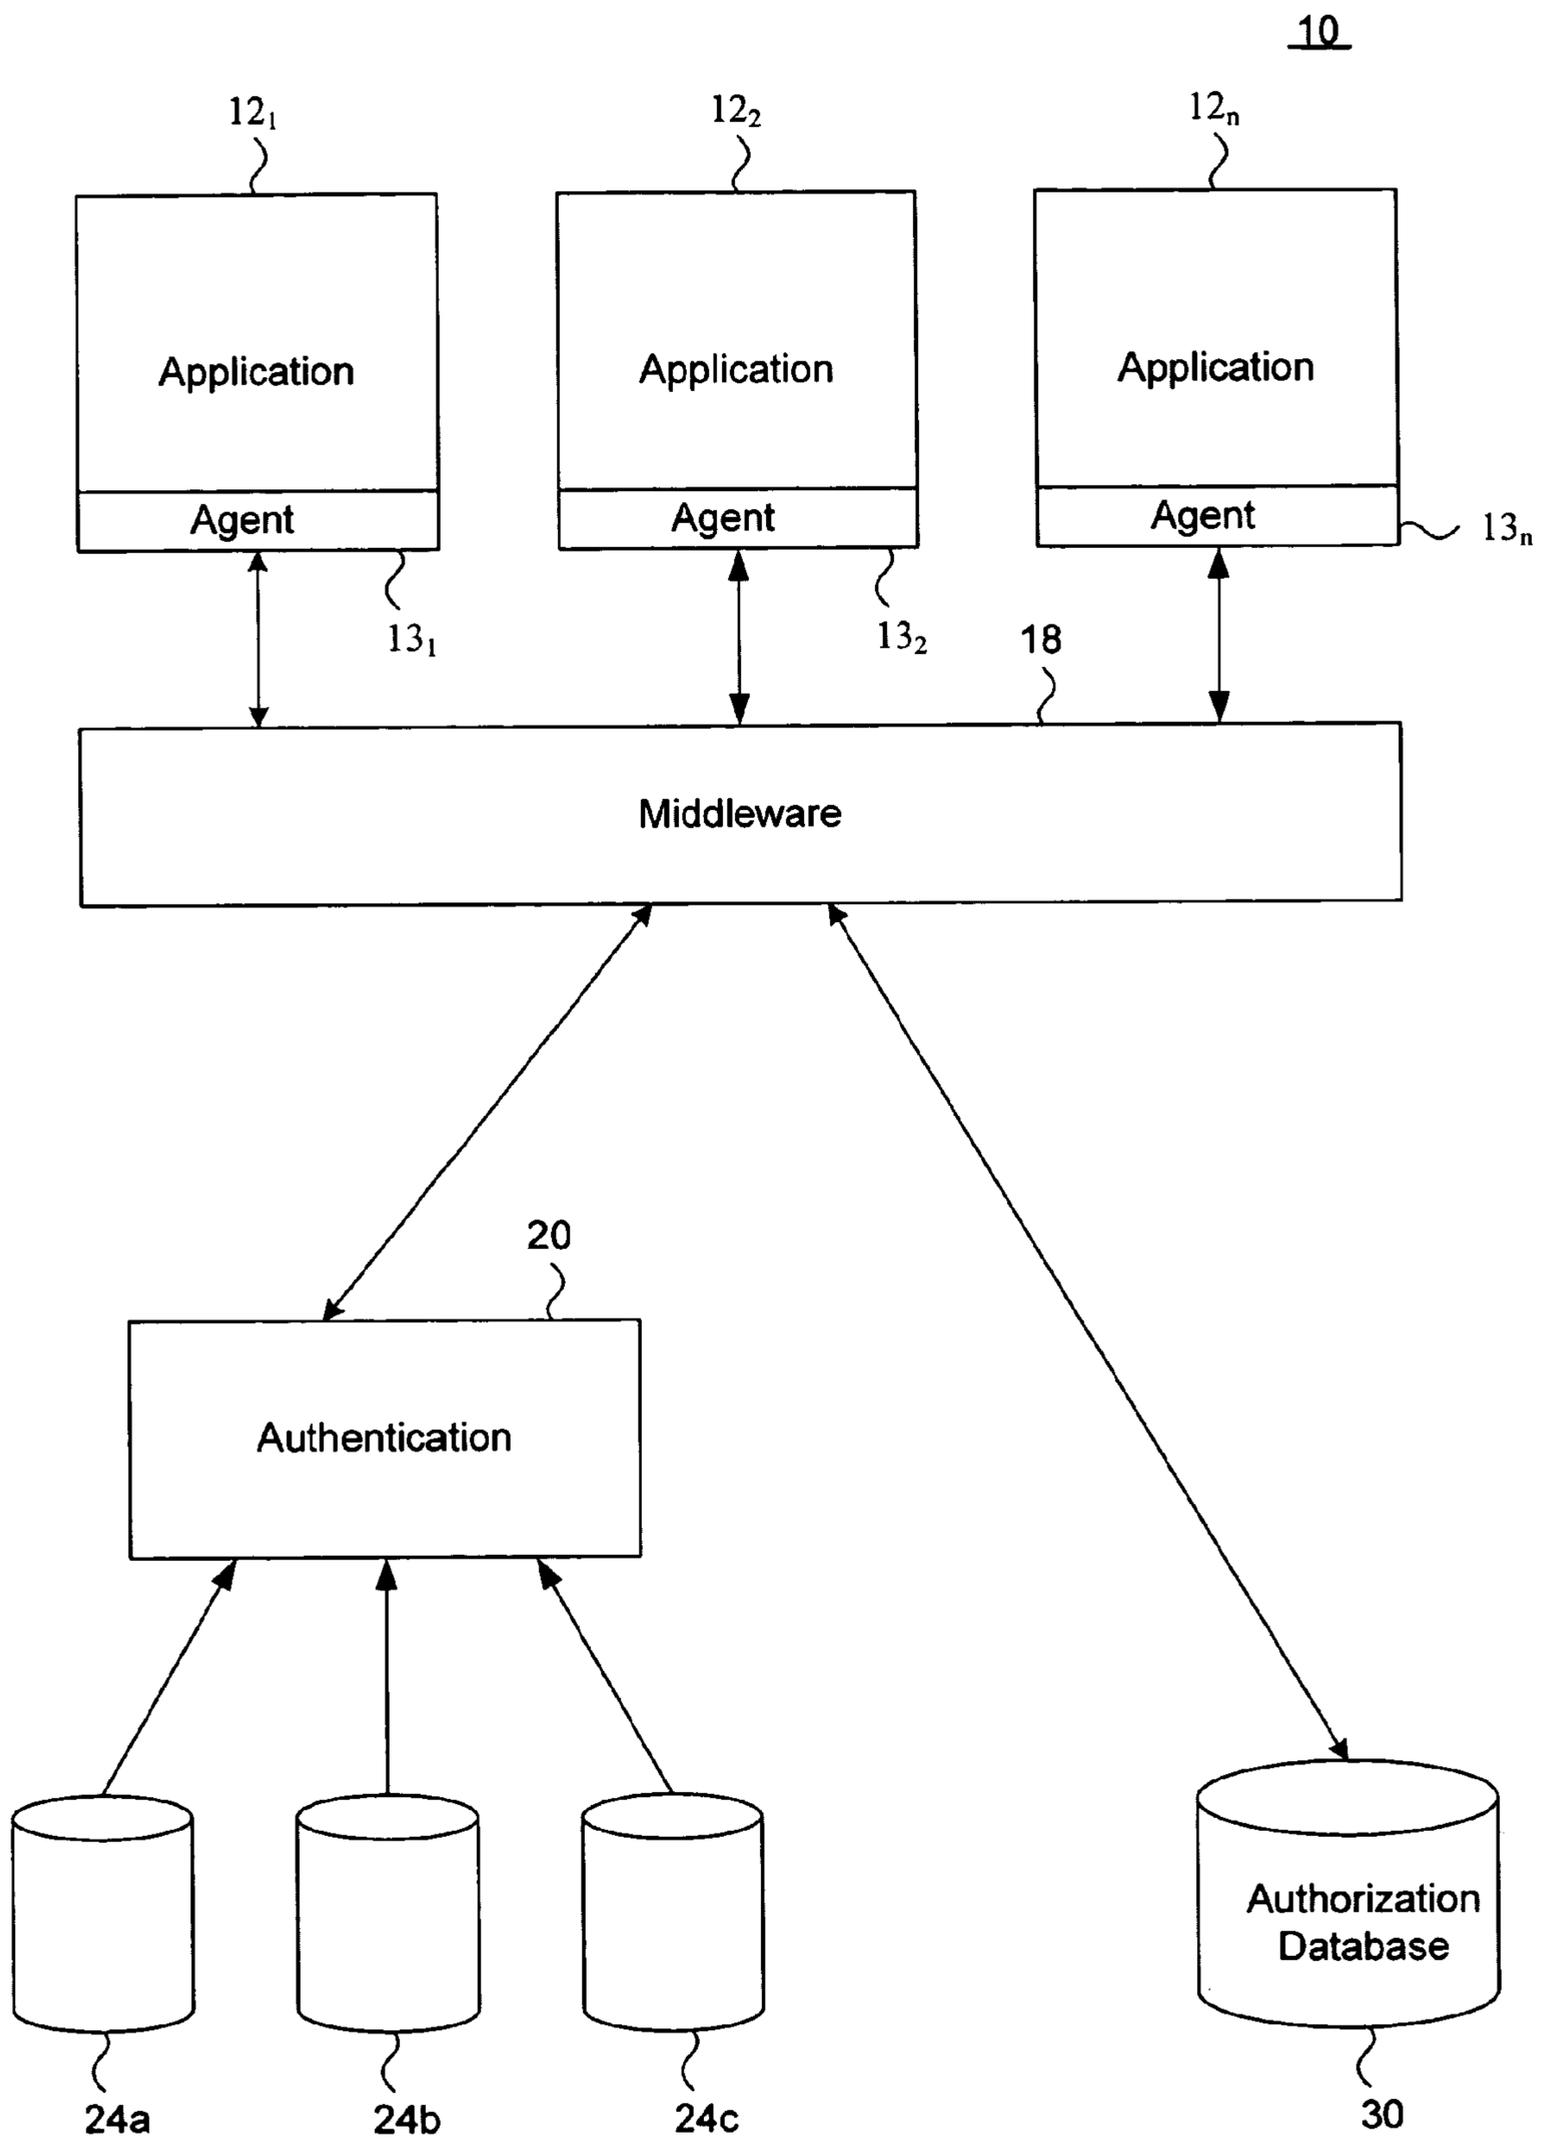 10
12₁ 12₂ 12ₙ
Application Application Application
Agent Agent Agent
13ₙ
13₁ 13₂ 18
Middleware
20
Authentication
Authorization
Database
24a 24b 24c 30